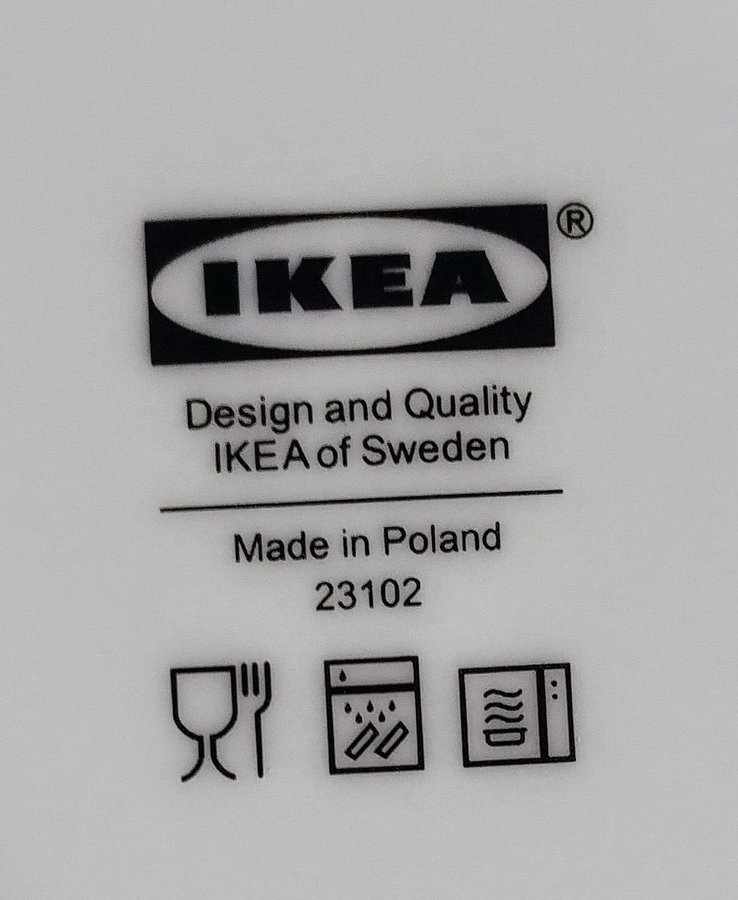 IKEA®
Design and Quality
IKEA of Sweden
Made in Poland
23102